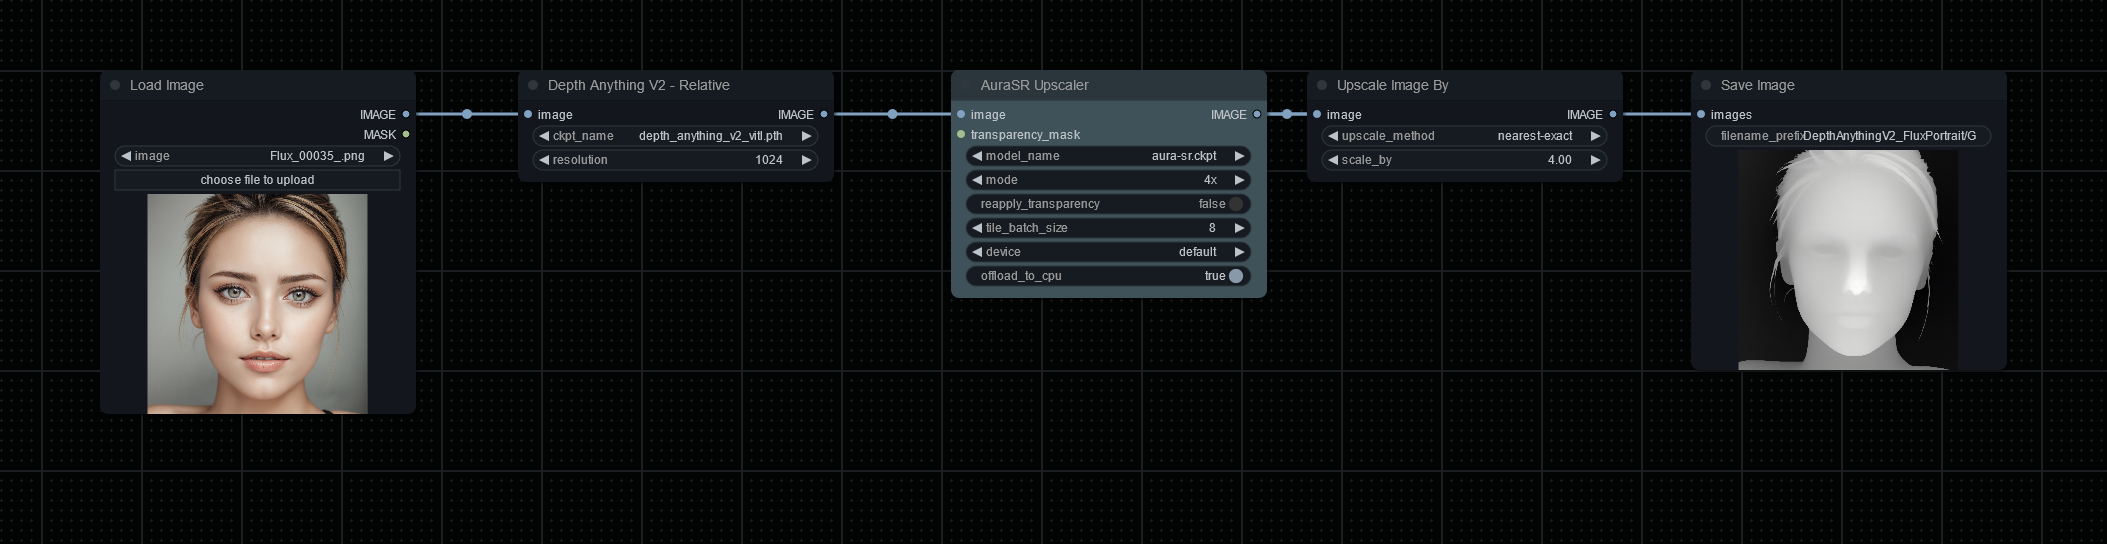 Load Image
IMAGE
MASK
image Flux_00035_.png
choose file to upload
Depth Anything V2 - Relative
image IMAGE
ckpt_name depth_anything_v2_vitl.pth
resolution 1024
AuraSR Upscaler
image IMAGE
transparency_mask
model_name aura-sr.ckpt
mode 4x
reapply_transparency false
tile_batch_size 8
device default
offload_to_cpu true
Upscale Image By
image IMAGE
upscale_method nearest-exact
scale_by 4.00
Save Image
images
filename_prefix DepthAnythingV2_FluxPortrait/G